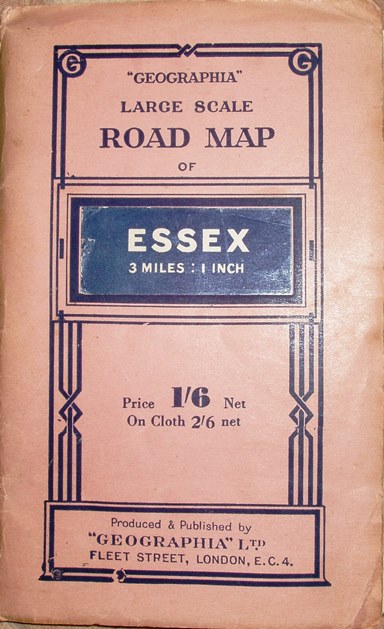 G G
"GEOGRAPHIA"
LARGE SCALE
ROAD MAP
OF
ESSEX
3 MILES : 1 INCH
Price 1/6 Net
On Cloth 2/6 net
Produced & Published by
"GEOGRAPHIA" LTD
FLEET STREET, LONDON, E.C.4.